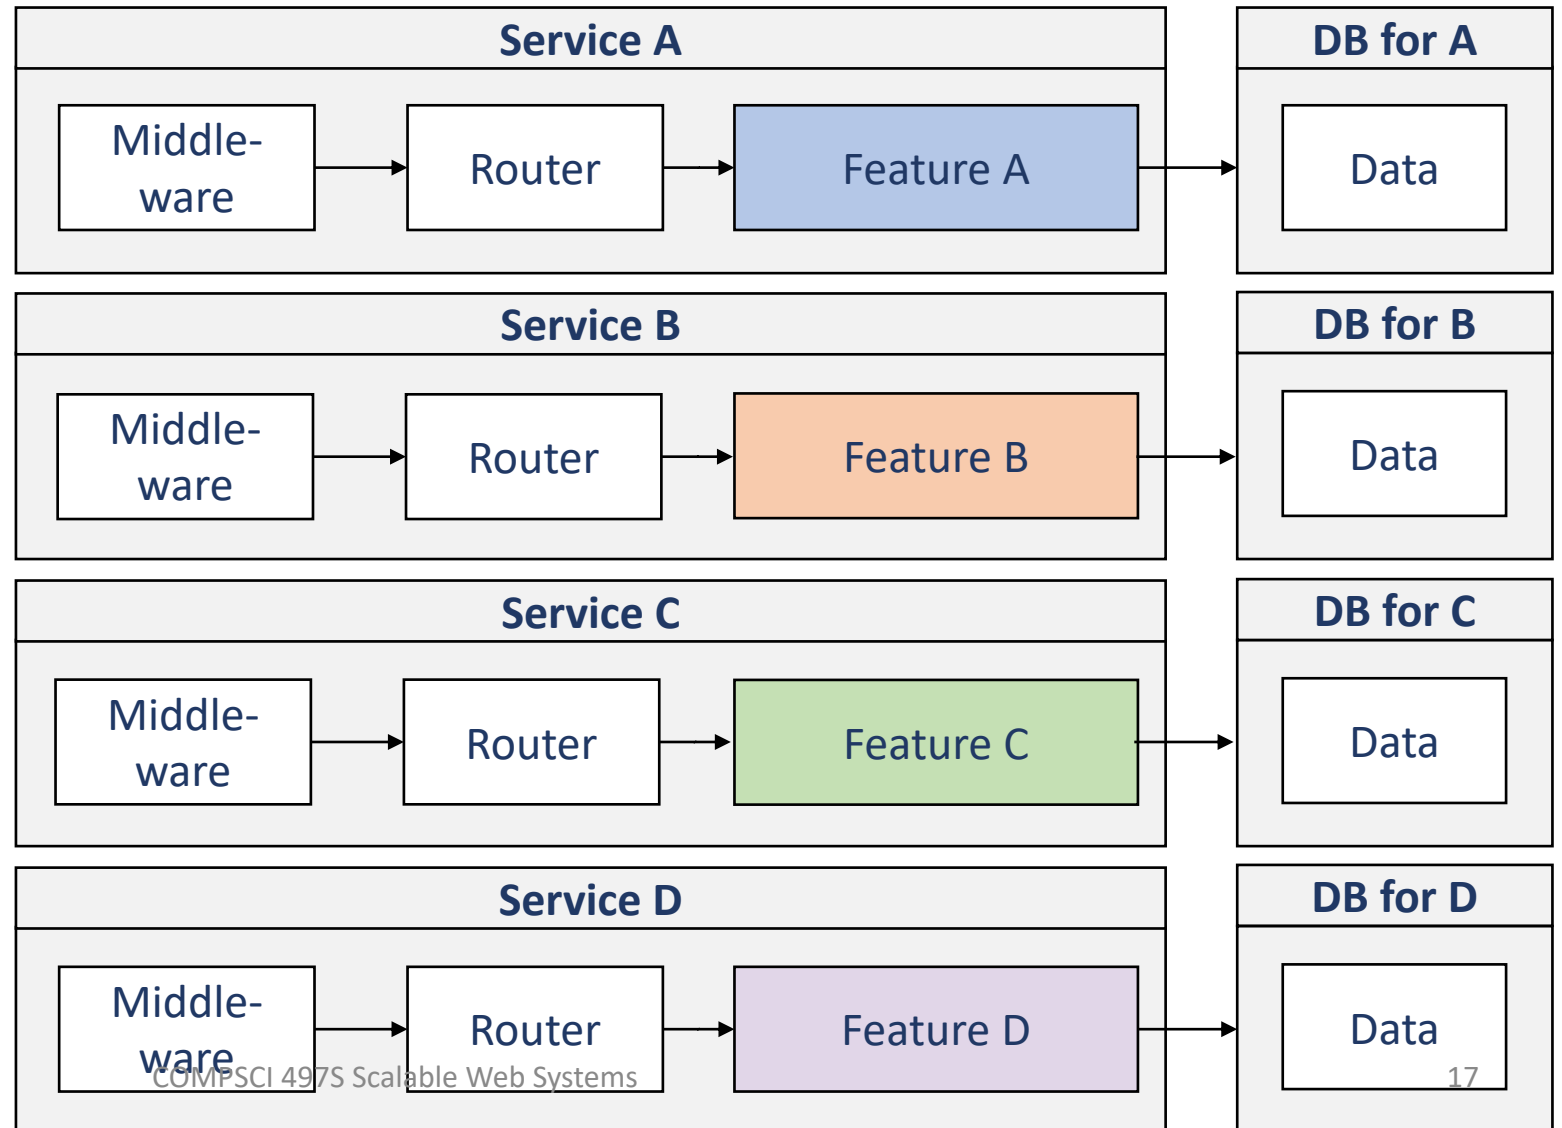 Service A
DB for A
Middle-
ware
Router
Feature A
Data
Service B
DB for B
Middle-
ware
Router
Feature B
Data
Service C
DB for C
Middle-
ware
Router
Feature C
Data
Service D
DB for D
Middle-
ware
Router
Feature D
Data
COMPSCI 497S Scalable Web Systems
17